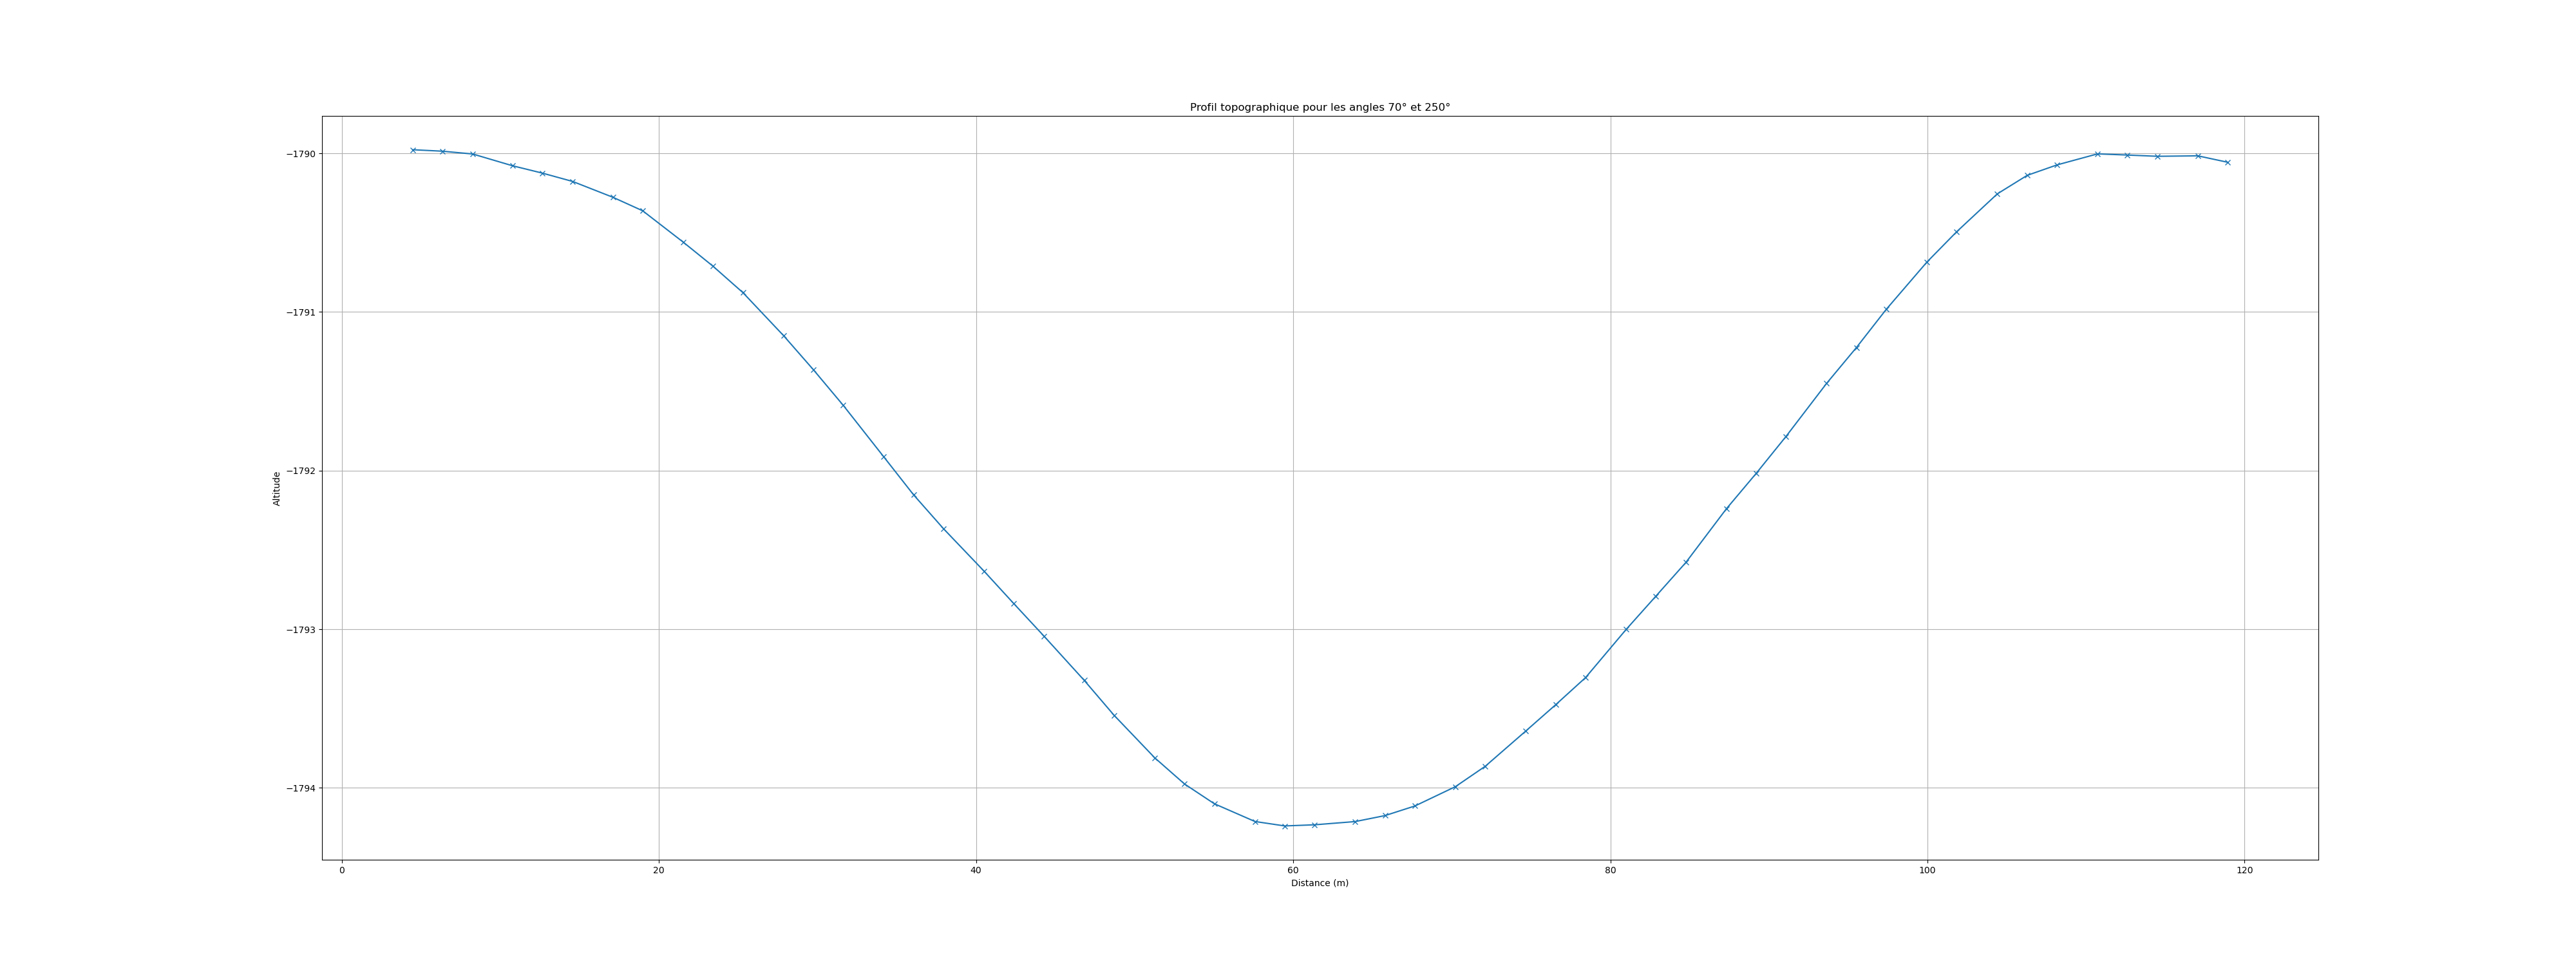 Profil topographique pour les angles 70° et 250°
−1790
−1791
−1792
−1793
−1794
Altitude
0 20 40 60 80 100 120
Distance (m)